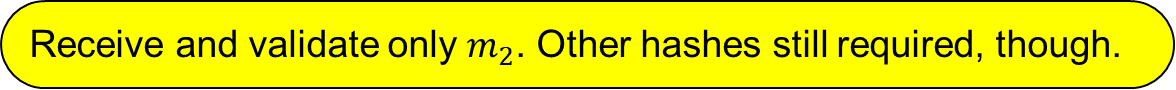 Receive and validate only 𝑚₂. Other hashes still required, though.